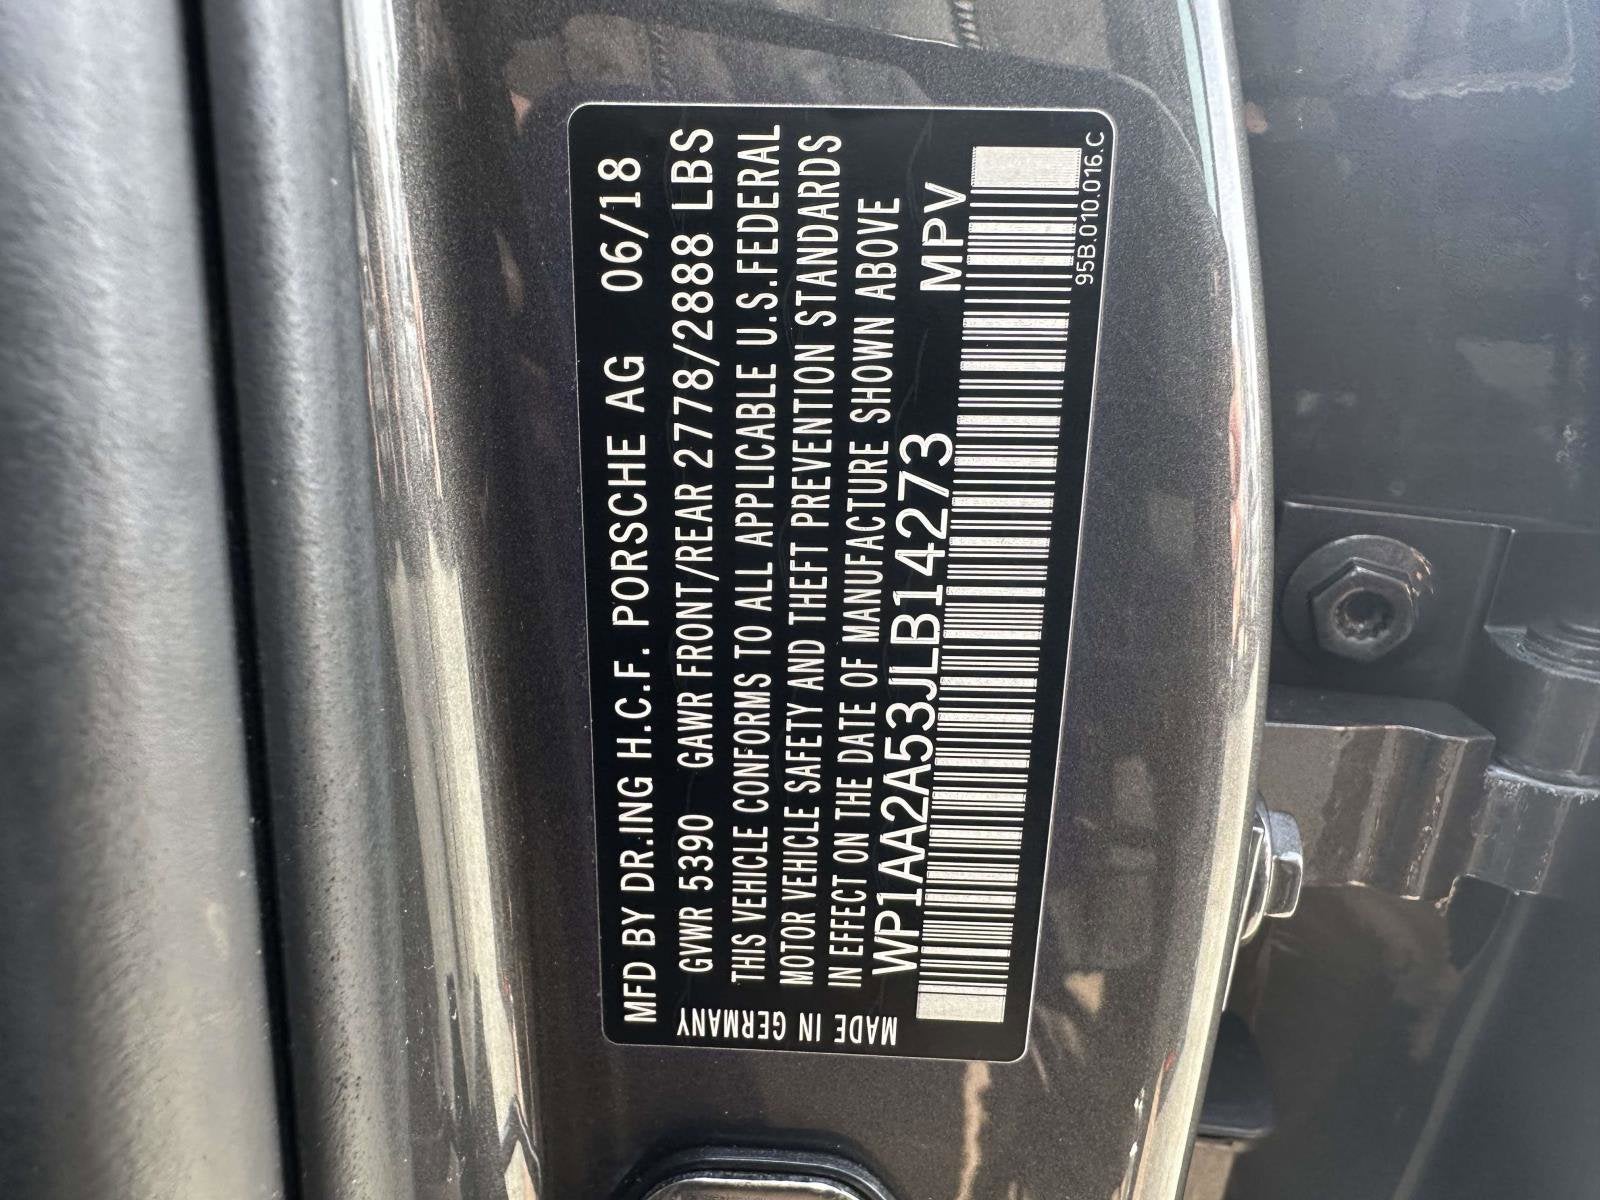 MFD BY DR.ING H.C.F. PORSCHE AG 06/18
GVWR 5390 GAWR FRONT/REAR 2778/2888 LBS
THIS VEHICLE CONFORMS TO ALL APPLICABLE U.S.FEDERAL
MOTOR VEHICLE SAFETY AND THEFT PREVENTION STANDARDS
IN EFFECT ON THE DATE OF MANUFACTURE SHOWN ABOVE
WP1AA2A53JLB14273 MPV
MADE IN GERMANY
95B.010.016.C